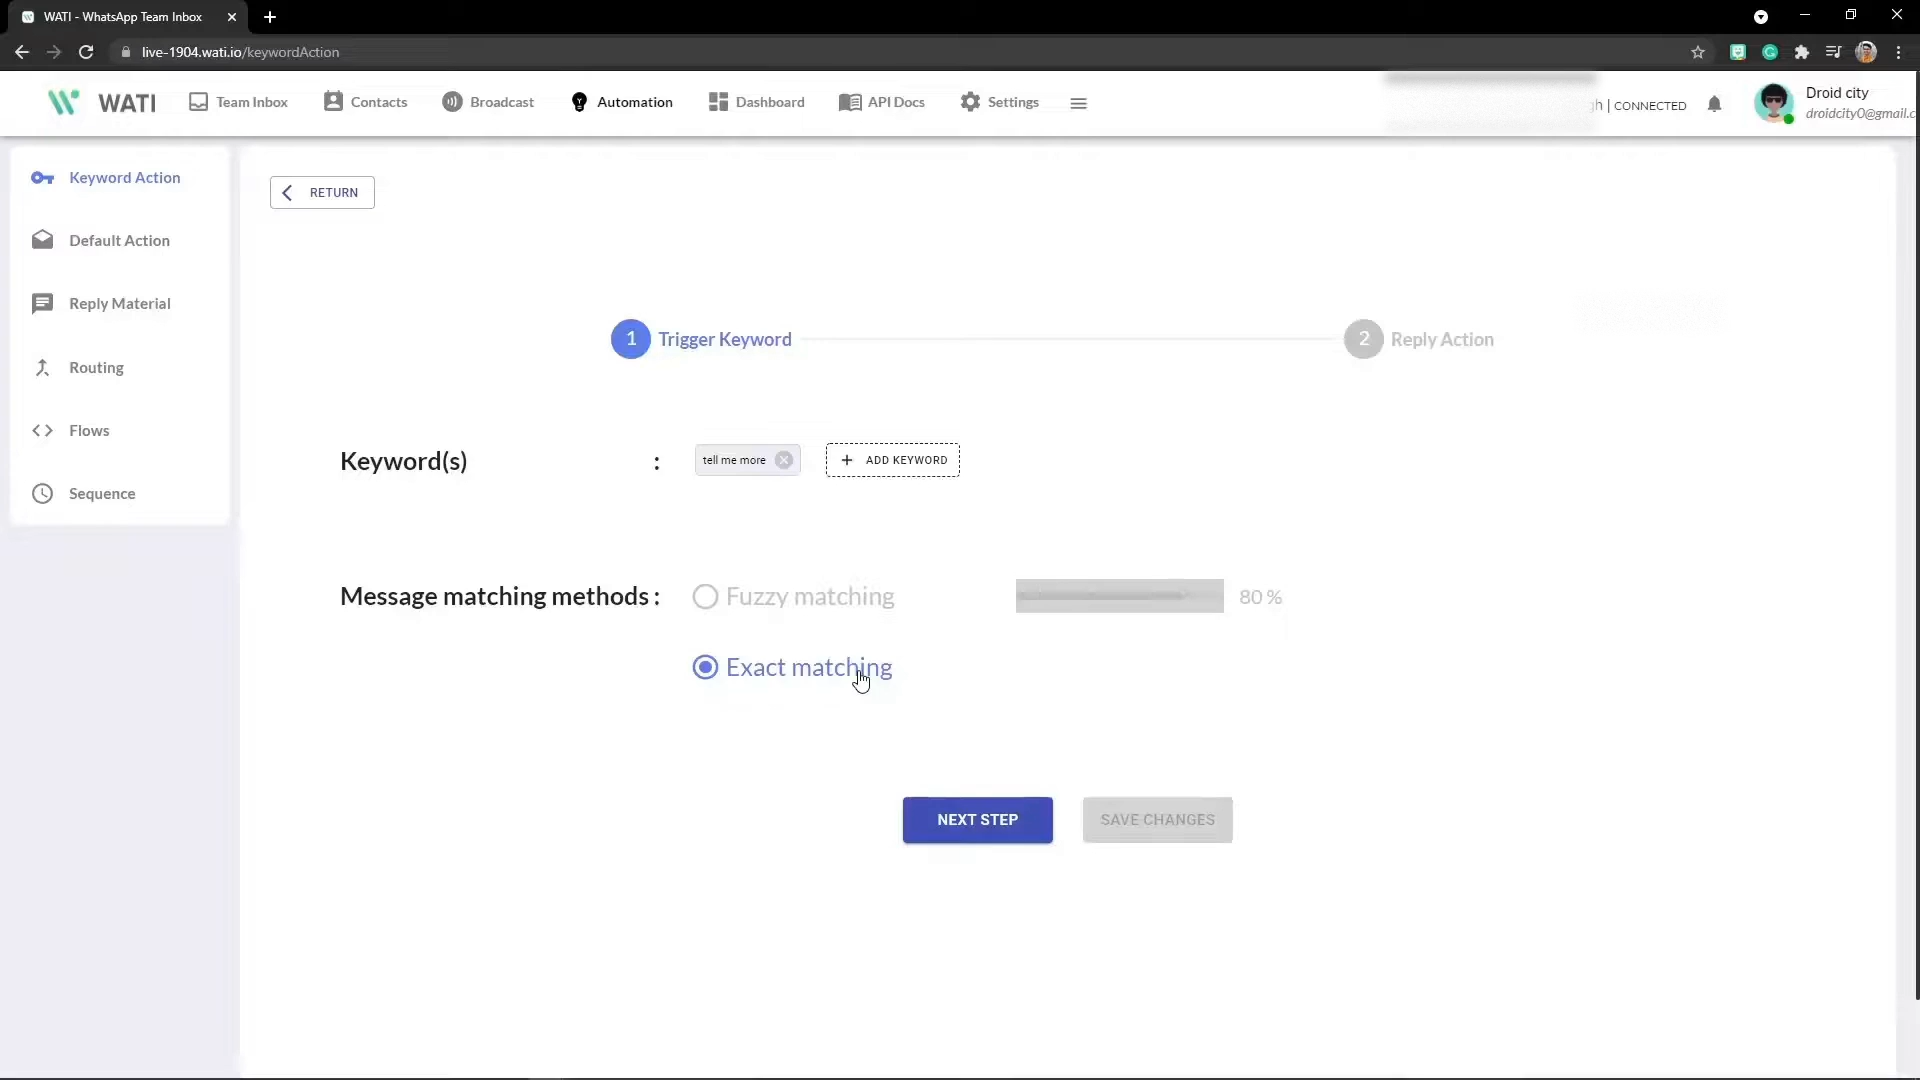 WATI - WhatsApp Team Inbox
live-1904.wati.io/keywordAction
WATI
Team Inbox
Contacts
Broadcast
Automation
Dashboard
API Docs
Settings
| CONNECTED
Droid city
droidcity0@gmail.c
Keyword Action
Default Action
Reply Material
Routing
Flows
Sequence
RETURN
1 Trigger Keyword
2 Reply Action
Keyword(s) :
tell me more
+ ADD KEYWORD
Message matching methods :
Fuzzy matching
80 %
Exact matching
NEXT STEP
SAVE CHANGES